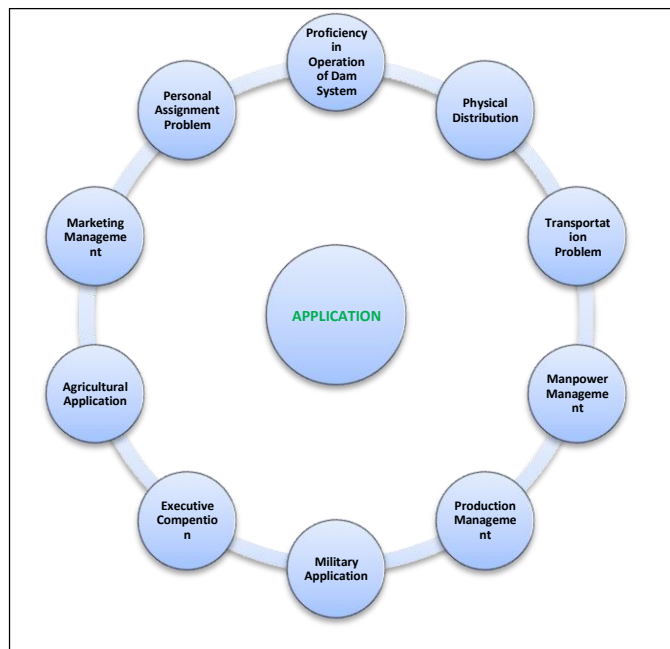 Proficiency
in
Operation
of Dam
System
Physical
Distribution
Transportat
ion
Problem
Manpower
Manageme
nt
Production
Manageme
nt
Military
Application
Executive
Compentio
n
Agricultural
Application
Marketing
Manageme
nt
Personal
Assignment
Problem
APPLICATION